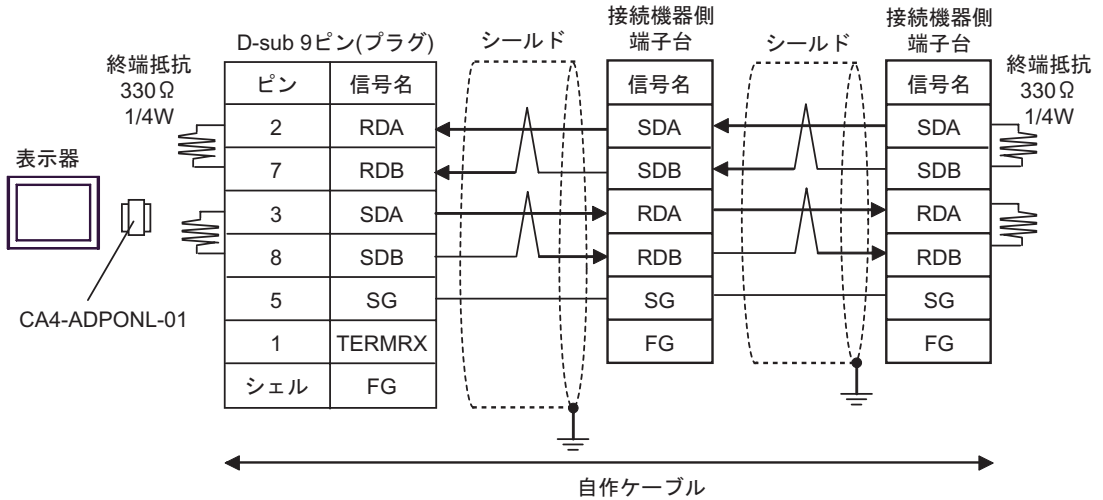 終端抵抗
330Ω
1/4W
表示器
CA4-ADPONL-01
D-sub 9ピン(プラグ)
ピン 信号名
2 RDA
7 RDB
3 SDA
8 SDB
5 SG
1 TERMRX
シェル FG
シールド
接続機器側
端子台
信号名
SDA
SDB
RDA
RDB
SG
FG
シールド
接続機器側
端子台
信号名
SDA
SDB
RDA
RDB
SG
FG
終端抵抗
330Ω
1/4W
自作ケーブル